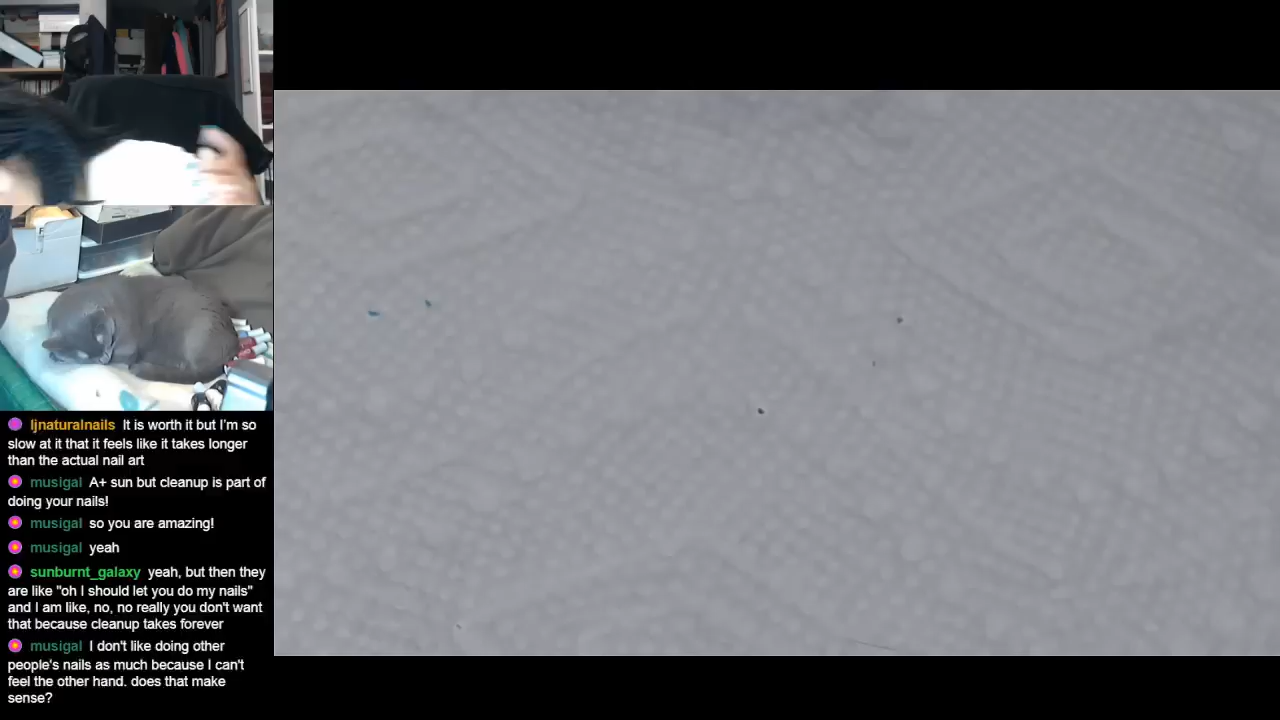 ljnaturalnails It is worth it but I'm so
slow at it that it feels like it takes longer
than the actual nail art
musigal A+ sun but cleanup is part of
doing your nails!
musigal so you are amazing!
musigal yeah
sunburnt_galaxy yeah, but then they
are like "oh I should let you do my nails"
and I am like, no, no really you don't want
that because cleanup takes forever
musigal I don't like doing other
people's nails as much because I can't
feel the other hand. does that make
sense?